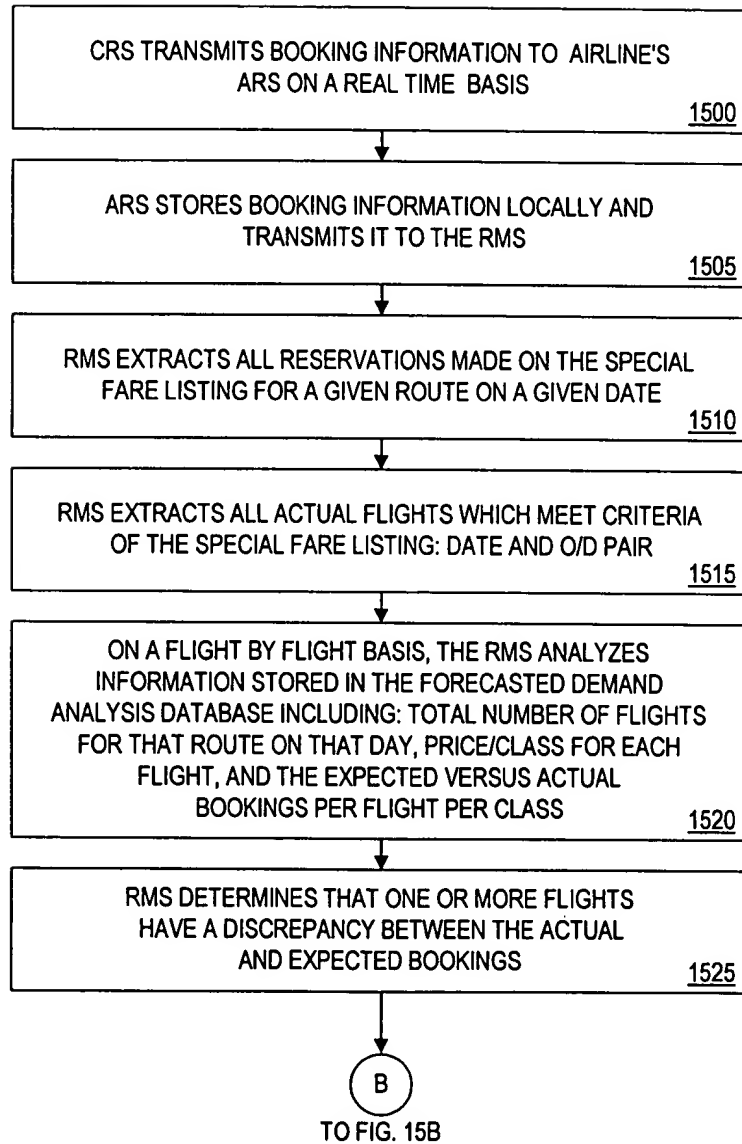 CRS TRANSMITS BOOKING INFORMATION TO AIRLINE'S
ARS ON A REAL TIME BASIS
1500
ARS STORES BOOKING INFORMATION LOCALLY AND
TRANSMITS IT TO THE RMS
1505
RMS EXTRACTS ALL RESERVATIONS MADE ON THE SPECIAL
FARE LISTING FOR A GIVEN ROUTE ON A GIVEN DATE
1510
RMS EXTRACTS ALL ACTUAL FLIGHTS WHICH MEET CRITERIA
OF THE SPECIAL FARE LISTING: DATE AND O/D PAIR
1515
ON A FLIGHT BY FLIGHT BASIS, THE RMS ANALYZES
INFORMATION STORED IN THE FORECASTED DEMAND
ANALYSIS DATABASE INCLUDING: TOTAL NUMBER OF FLIGHTS
FOR THAT ROUTE ON THAT DAY, PRICE/CLASS FOR EACH
FLIGHT, AND THE EXPECTED VERSUS ACTUAL
BOOKINGS PER FLIGHT PER CLASS
1520
RMS DETERMINES THAT ONE OR MORE FLIGHTS
HAVE A DISCREPANCY BETWEEN THE ACTUAL
AND EXPECTED BOOKINGS
1525
B
TO FIG. 15B